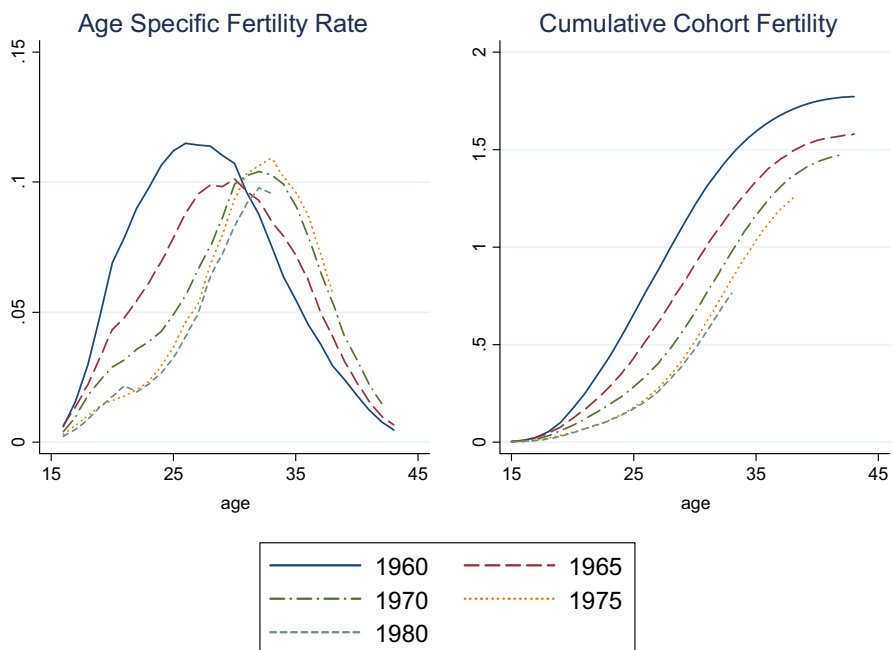 Age Specific Fertility Rate
.15
.1
.05
0
15 25 35 45
age
Cumulative Cohort Fertility
2
1.5
1
.5
0
15 25 35 45
age
1960 1965
1970 1975
1980